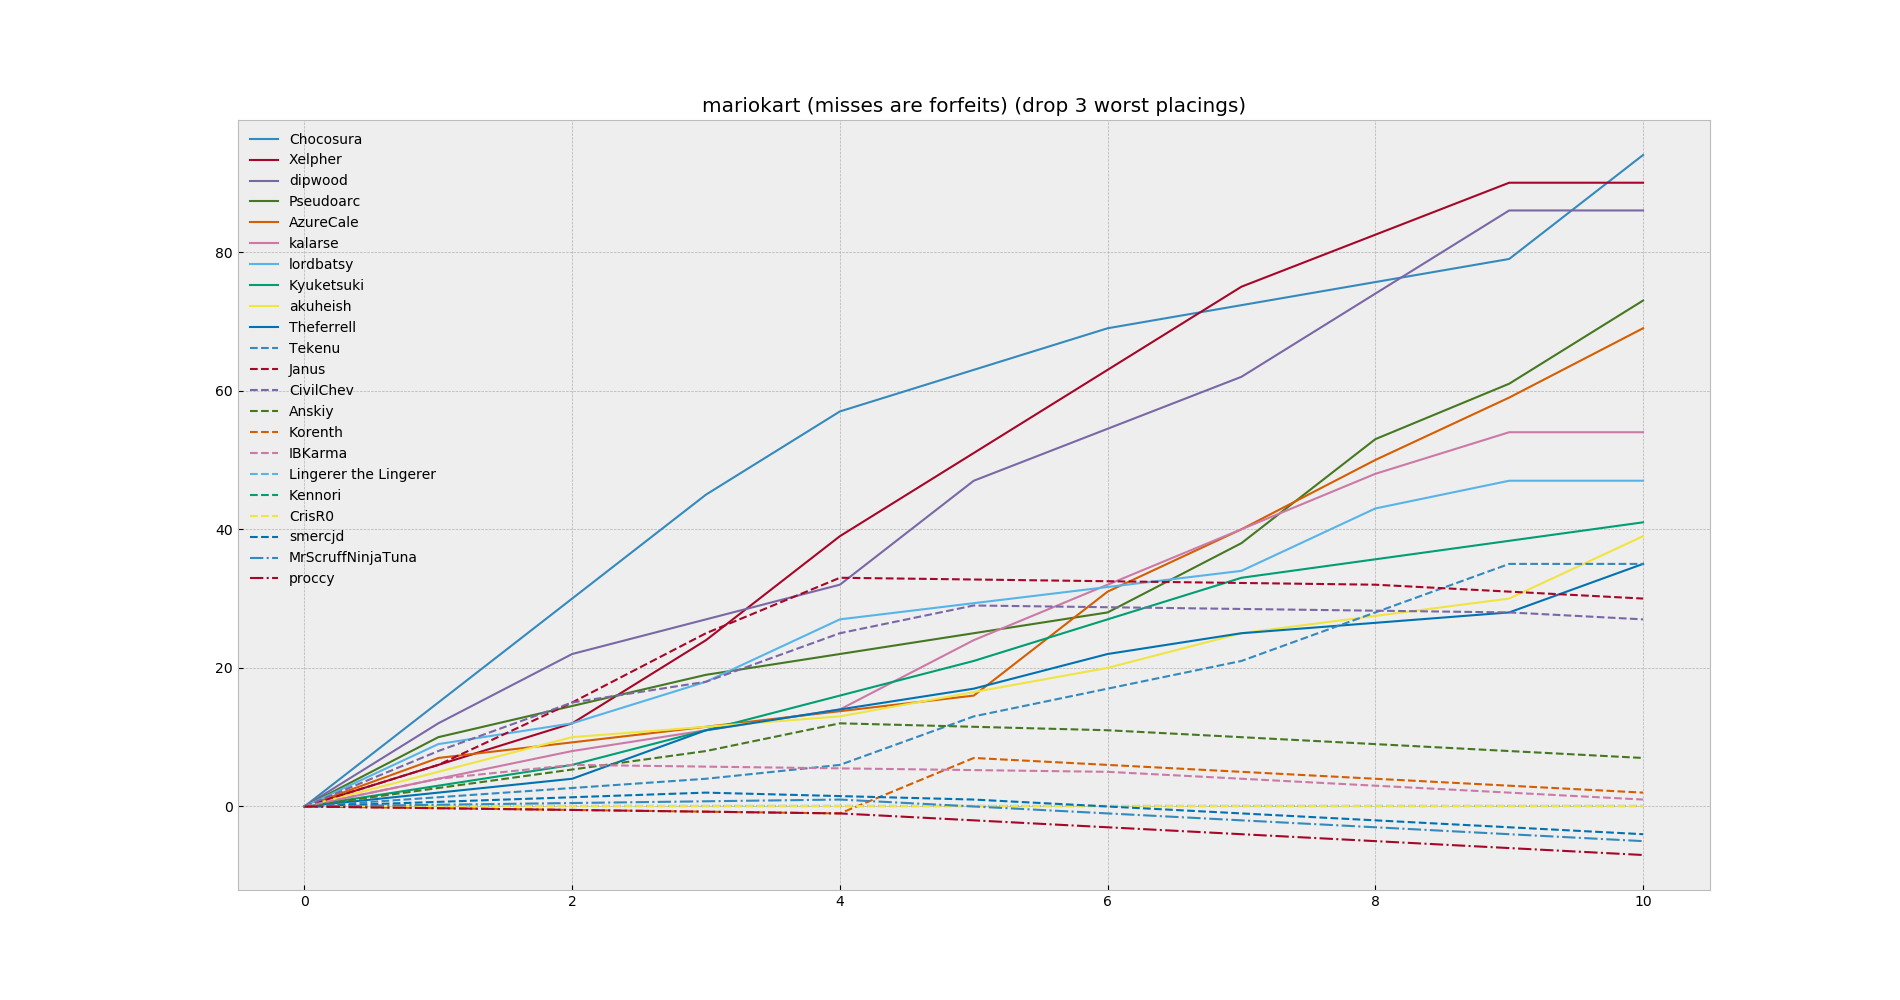 mariokart (misses are forfeits) (drop 3 worst placings)
Chocosura
Xelpher
dipwood
Pseudoarc
AzureCale
kalarse
lordbatsy
Kyuketsuki
akuheish
Theferrell
Tekenu
Janus
CivilChev
Anskiy
Korenth
IBKarma
Lingerer the Lingerer
Kennori
CrisR0
smercjd
MrScruffNinjaTuna
proccy
80
60
40
20
0
0 2 4 6 8 10